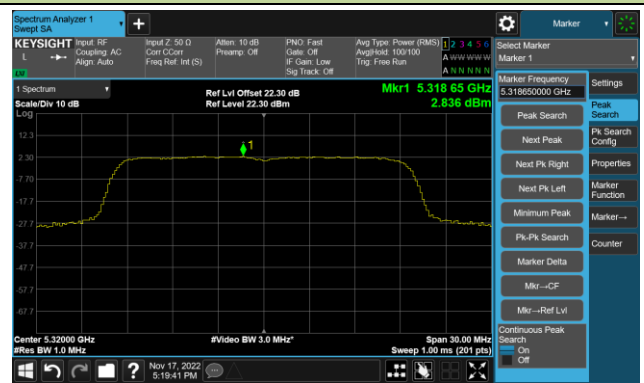 Spectrum Analyzer 1
Swept SA
Marker
KEYSIGHT
L
Input: RF
Coupling: AC
Align: Auto
Input Z: 50 Ω
Corr CCorr
Freq Ref: Int (S)
Atten: 10 dB
Preamp: Off
PNO: Fast
Gate: Off
IF Gain: Low
Sig Track: Off
Avg Type: Power (RMS)
Avg|Hold: 100/100
Trig: Free Run
1 2 3 4 5 6
A W W W W W
A N N N N N
Select Marker
Marker 1
1 Spectrum
Scale/Div 10 dB
Log
Ref Lvl Offset 22.30 dB
Ref Level 22.30 dBm
Mkr1 5.318 65 GHz
2.836 dBm
12.3
2.30
-7.70
-17.7
-27.7
-37.7
-47.7
-57.7
-67.7
1
Center 5.32000 GHz
#Res BW 1.0 MHz
#Video BW 3.0 MHz*
Span 30.00 MHz
Sweep 1.00 ms (201 pts)
Marker Frequency
5.318650000 GHz
Peak Search
Next Peak
Next Pk Right
Next Pk Left
Minimum Peak
Pk-Pk Search
Marker Delta
Mkr→CF
Mkr→Ref Lvl
Continuous Peak
Search
On
Off
Settings
Peak
Search
Pk Search
Config
Properties
Marker
Function
Marker→
Counter
Nov 17, 2022
5:19:41 PM